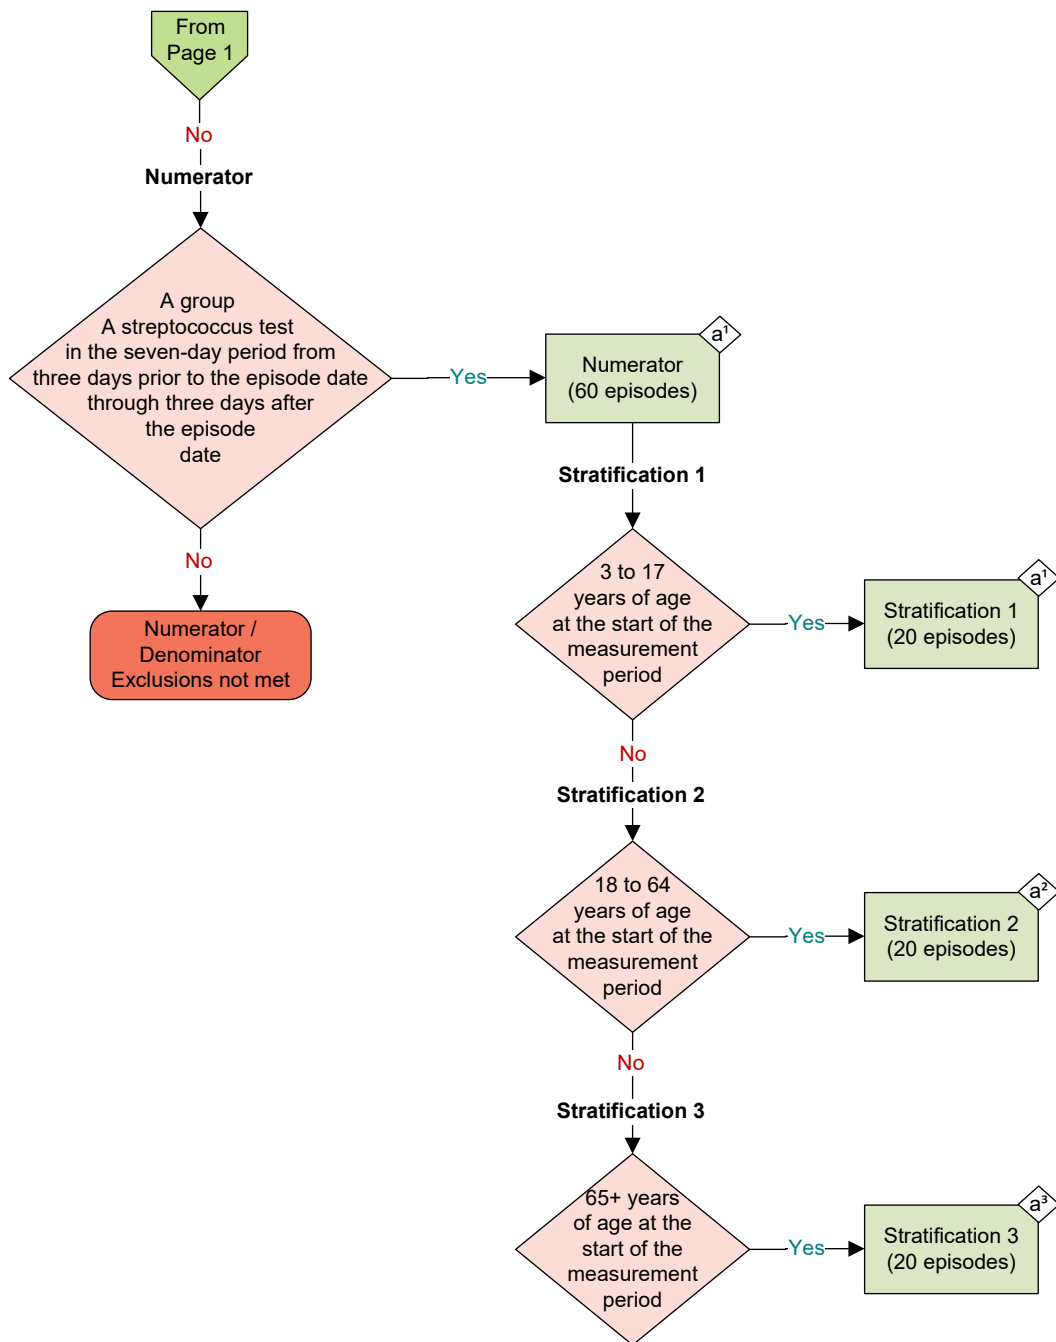 From
Page 1
No
Numerator
A group
A streptococcus test
in the seven-day period from
three days prior to the episode date
through three days after
the episode
date
Yes
a¹
Numerator
(60 episodes)
No
Numerator /
Denominator
Exclusions not met
Stratification 1
3 to 17
years of age
at the start of the
measurement
period
Yes
a¹
Stratification 1
(20 episodes)
No
Stratification 2
18 to 64
years of age
at the start of the
measurement
period
Yes
a²
Stratification 2
(20 episodes)
No
Stratification 3
65+ years
of age at the
start of the
measurement
period
Yes
a³
Stratification 3
(20 episodes)